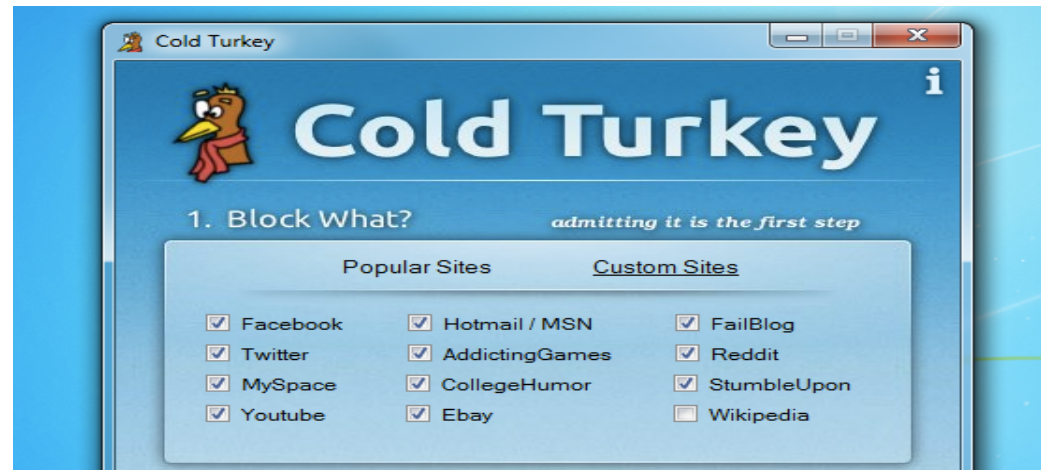 Cold Turkey
i
Cold Turkey
1. Block What?
admitting it is the first step
Popular Sites Custom Sites
Facebook Hotmail / MSN FailBlog
Twitter AddictingGames Reddit
MySpace CollegeHumor StumbleUpon
Youtube Ebay Wikipedia